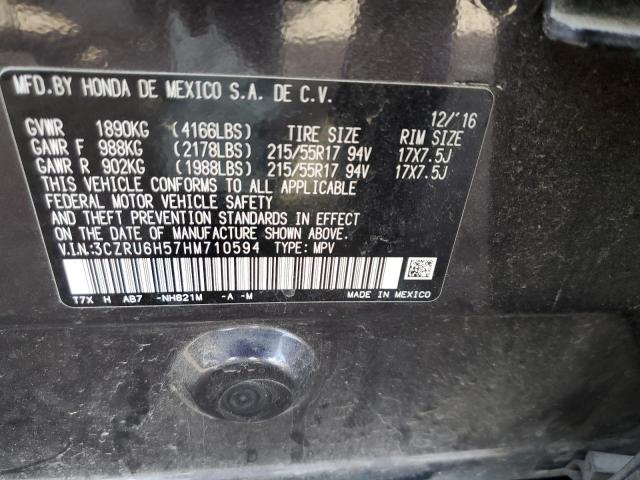 MFD.BY HONDA DE MEXICO S.A. DE C.V.
12/'16
GVWR 1890KG (4166LBS) TIRE SIZE RIM SIZE
GAWR F 988KG (2178LBS) 215/55R17 94V 17X7.5J
GAWR R 902KG (1988LBS) 215/55R17 94V 17X7.5J
THIS VEHICLE CONFORMS TO ALL APPLICABLE
FEDERAL MOTOR VEHICLE SAFETY
AND THEFT PREVENTION STANDARDS
IN EFFECT ON THE
DATE OF MANUFACTURE SHOWN ABOVE.
V.I.N.:3CZRU6H57HM710594 TYPE: MPV
T7X H AB7 -NH821M -A -M MADE IN MEXICO